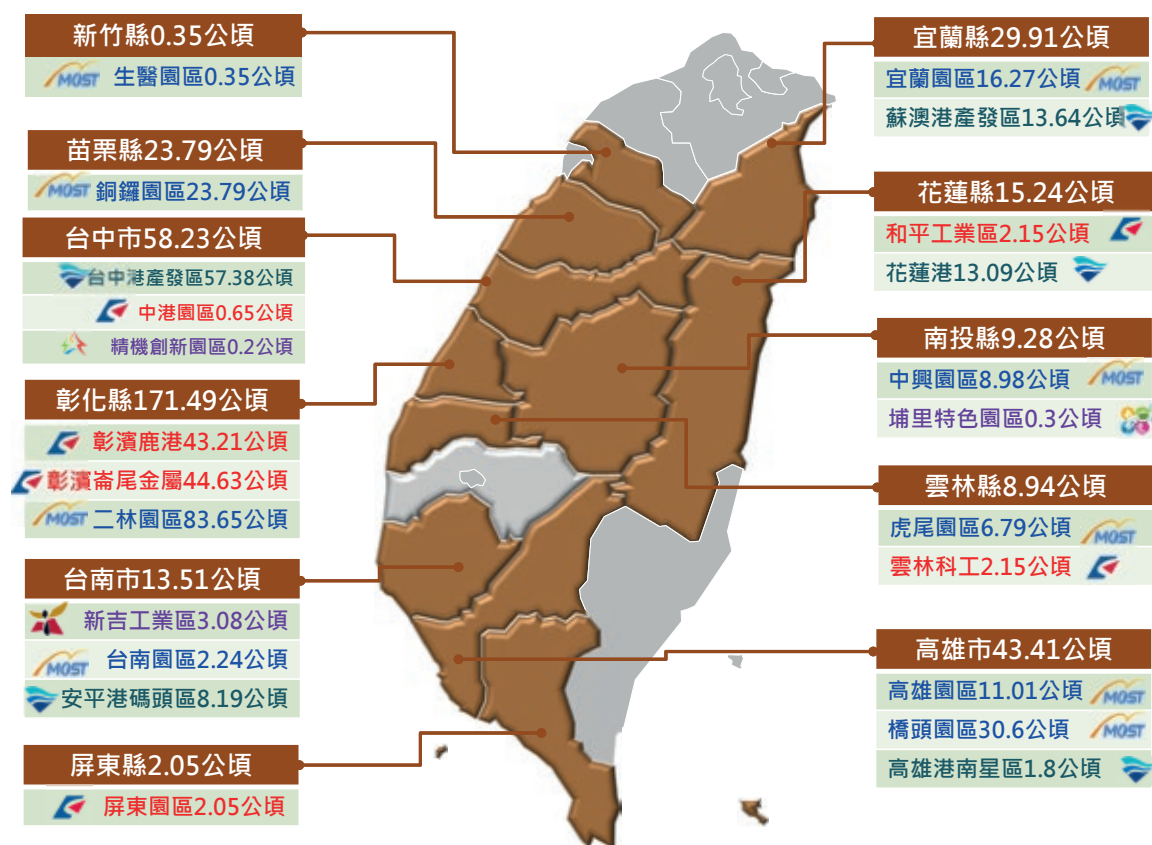 新竹縣0.35公頃
MOST 生醫園區0.35公頃
苗栗縣23.79公頃
MOST 銅鑼園區23.79公頃
台中市58.23公頃
台中港產發區57.38公頃
中港園區0.65公頃
精機創新園區0.2公頃
彰化縣171.49公頃
彰濱鹿港43.21公頃
彰濱崙尾金屬44.63公頃
MOST 二林園區83.65公頃
台南市13.51公頃
新吉工業區3.08公頃
MOST 台南園區2.24公頃
安平港碼頭區8.19公頃
屏東縣2.05公頃
屏東園區2.05公頃
宜蘭縣29.91公頃
宜蘭園區16.27公頃 MOST
蘇澳港產發區13.64公頃
花蓮縣15.24公頃
和平工業區2.15公頃
花蓮港13.09公頃
南投縣9.28公頃
中興園區8.98公頃 MOST
埔里特色園區0.3公頃
雲林縣8.94公頃
虎尾園區6.79公頃 MOST
雲林科工2.15公頃
高雄市43.41公頃
高雄園區11.01公頃 MOST
橋頭園區30.6公頃 MOST
高雄港南星區1.8公頃